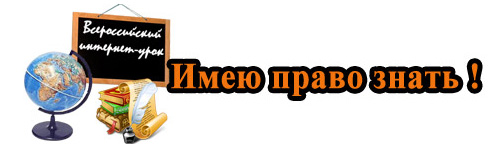 Всероссийский
интернет-урок
Имею право знать !